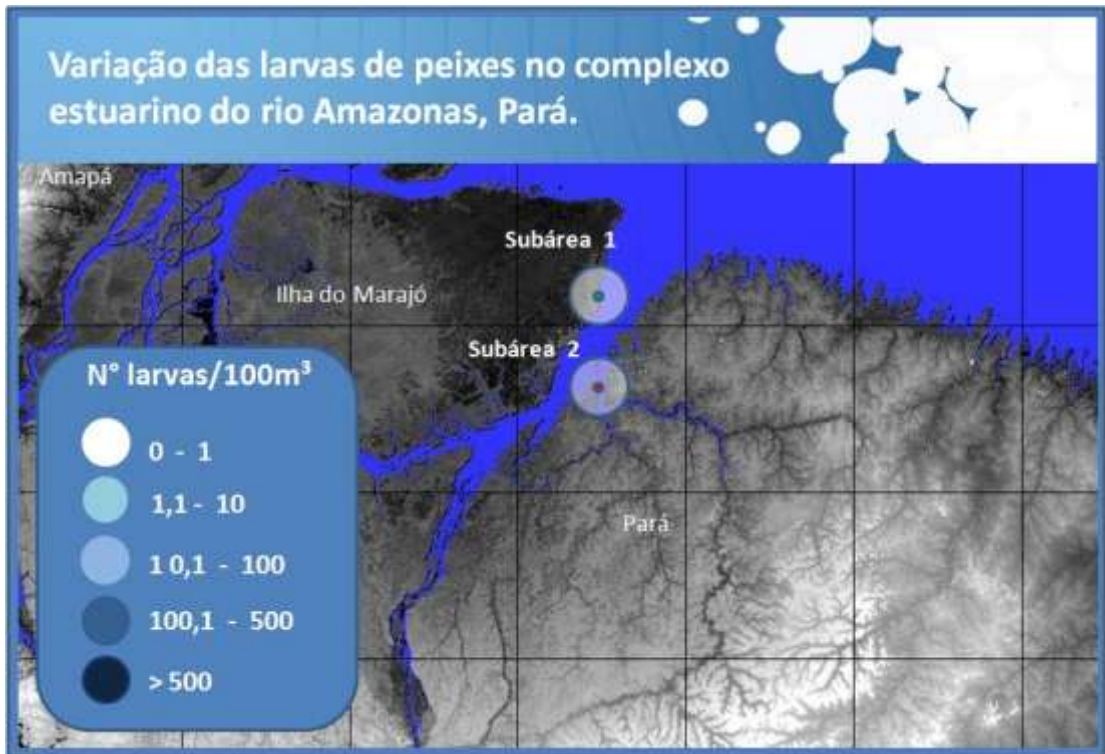 Variação das larvas de peixes no complexo
estuarino do rio Amazonas, Pará.
Amapá
Subárea 1
Ilha do Marajó
Subárea 2
N° larvas/100m³
0 - 1
1,1 - 10
1 0,1 - 100
100,1 - 500
> 500
Pará